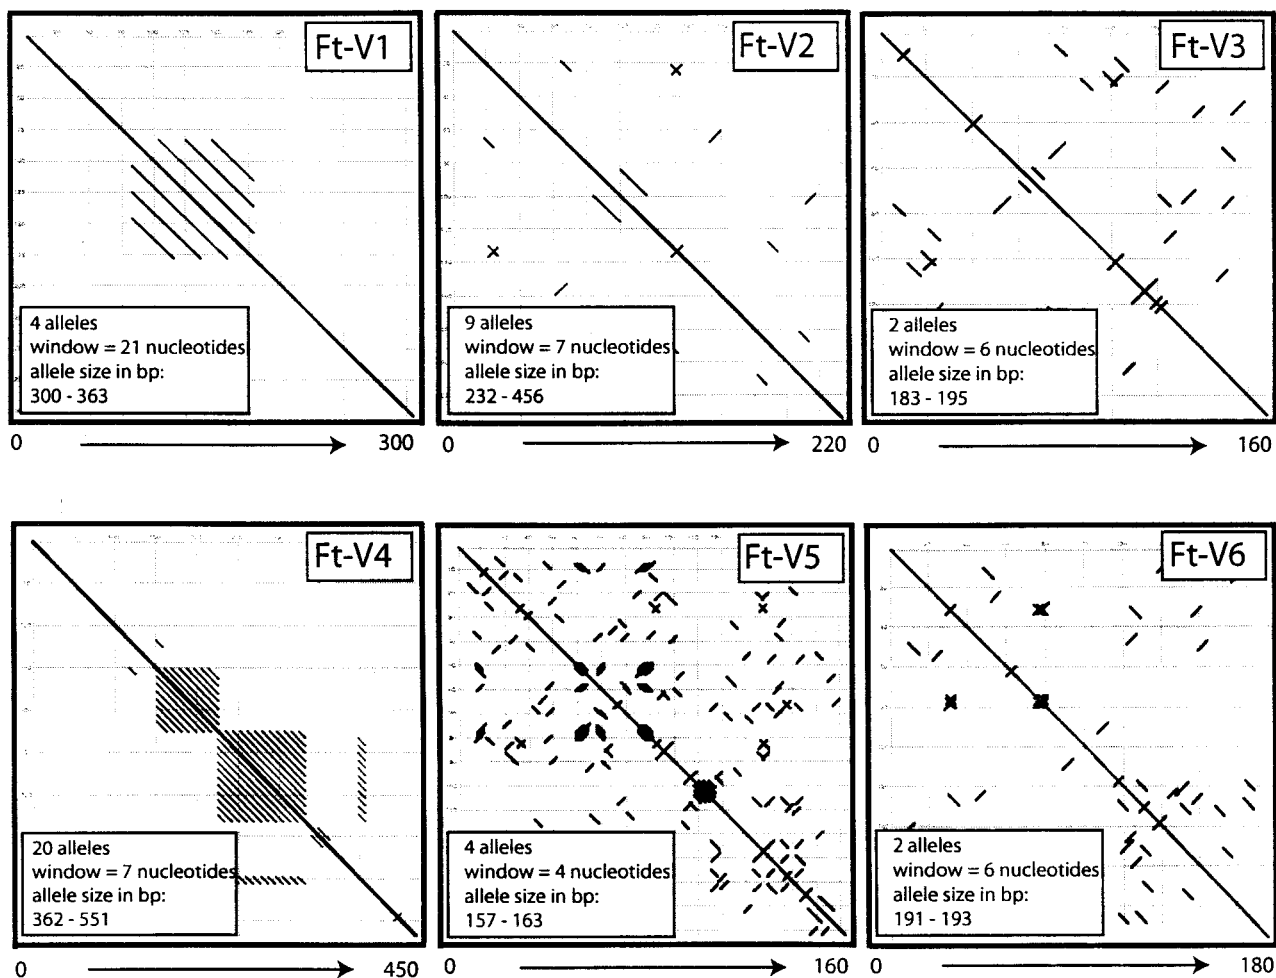 Ft-V1
4 alleles
window = 21 nucleotides
allele size in bp:
300 - 363
0
300
Ft-V2
9 alleles
window = 7 nucleotides
allele size in bp:
232 - 456
0
220
Ft-V3
2 alleles
window = 6 nucleotides
allele size in bp:
183 - 195
0
160
Ft-V4
20 alleles
window = 7 nucleotides
allele size in bp:
362 - 551
0
450
Ft-V5
4 alleles
window = 4 nucleotides
allele size in bp:
157 - 163
0
160
Ft-V6
2 alleles
window = 6 nucleotides
allele size in bp:
191 - 193
0
180